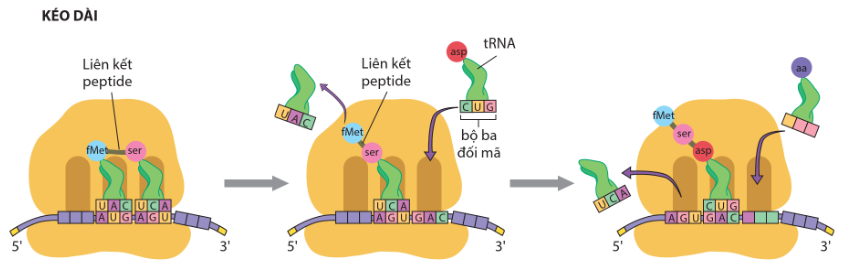 KÉO DÀI
Liên kết
peptide
fMet
ser
UAC UCA
AUG AGU
5'
3'
UAC
Liên kết
peptide
fMet
ser
asp
tRNA
CUG
bộ ba
đối mã
UCA
AGUGAC
5'
3'
fMet
ser
asp
aa
UCA
CUG
AGU GAC
5'
3'